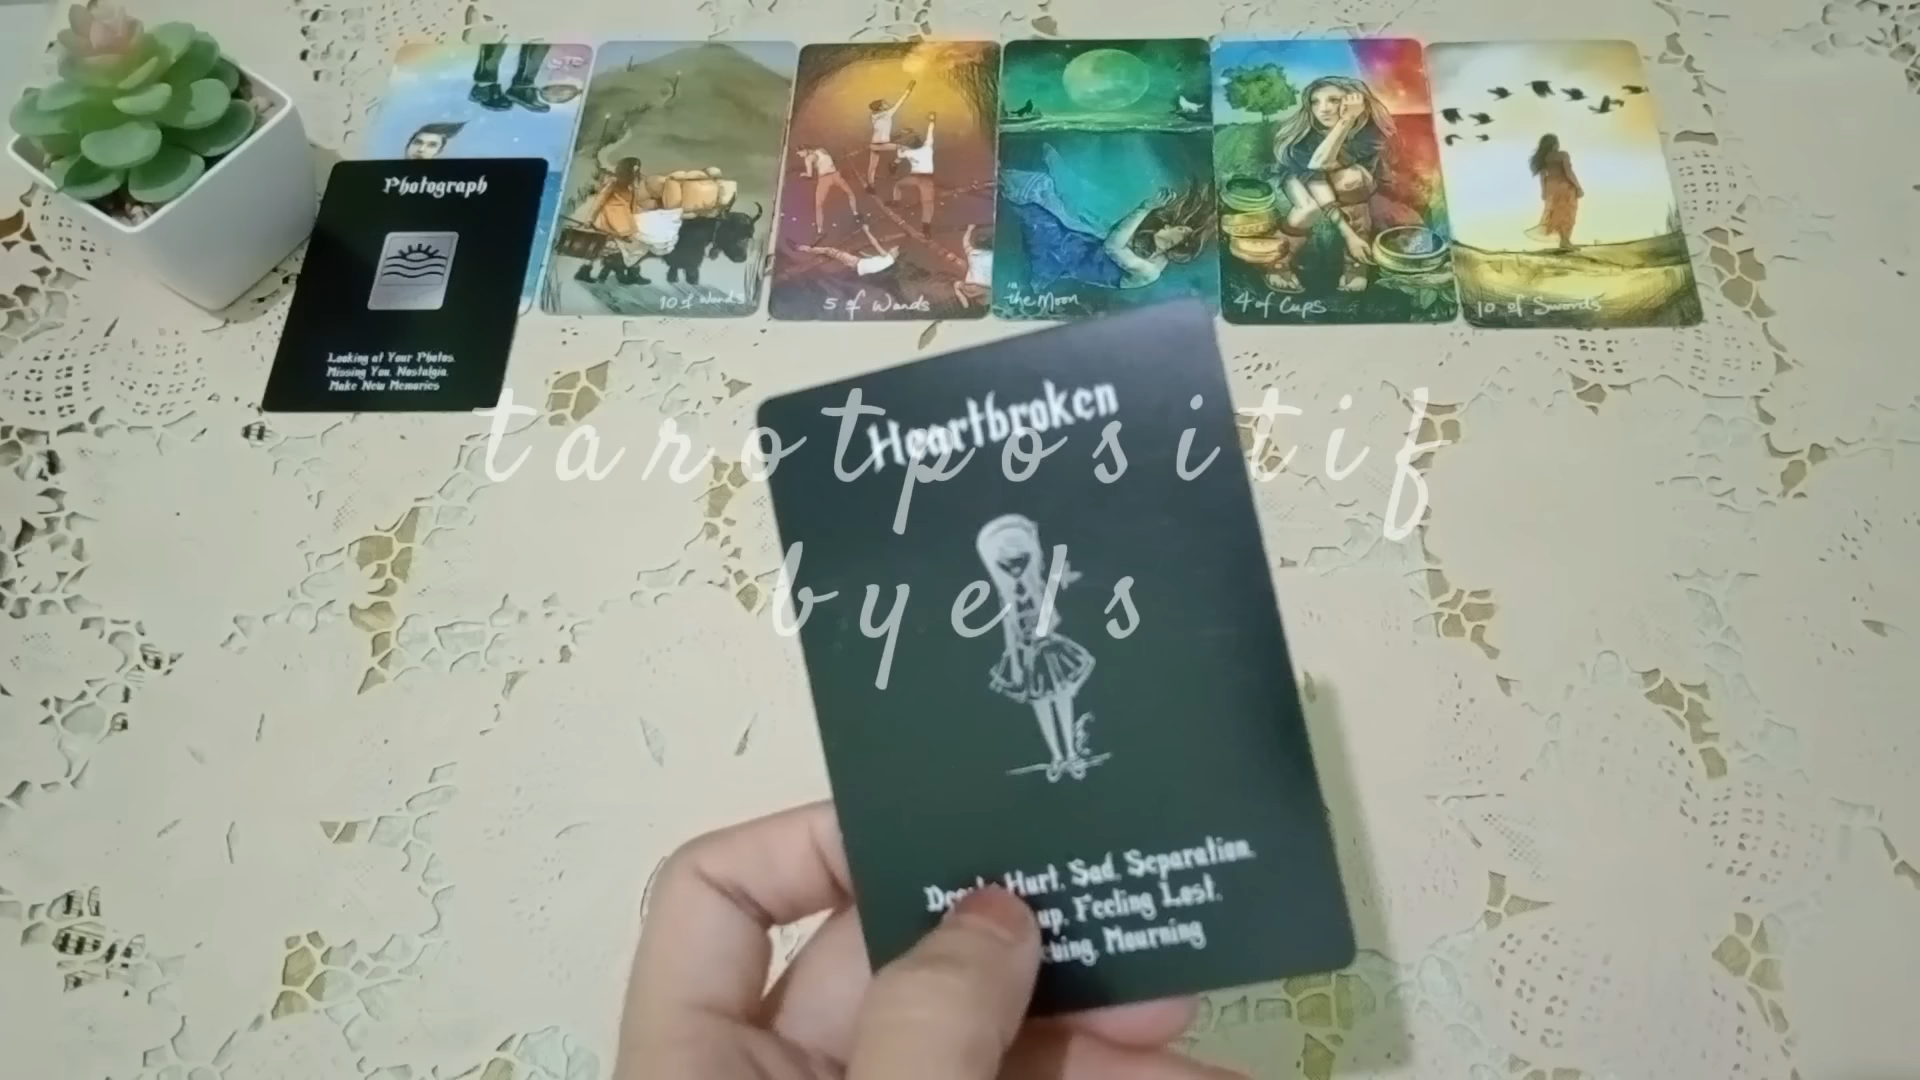 Photograph
Looking at Your Photos.
Missing You. Nostalgia.
Make New Memories
10 of Wands
5 of Wands
the Moon
4 of Cups
10 of Swords
Heartbroken
Hurt. Sad. Separation.
Feeling Lost.
Mourning
tarotpositif
byels